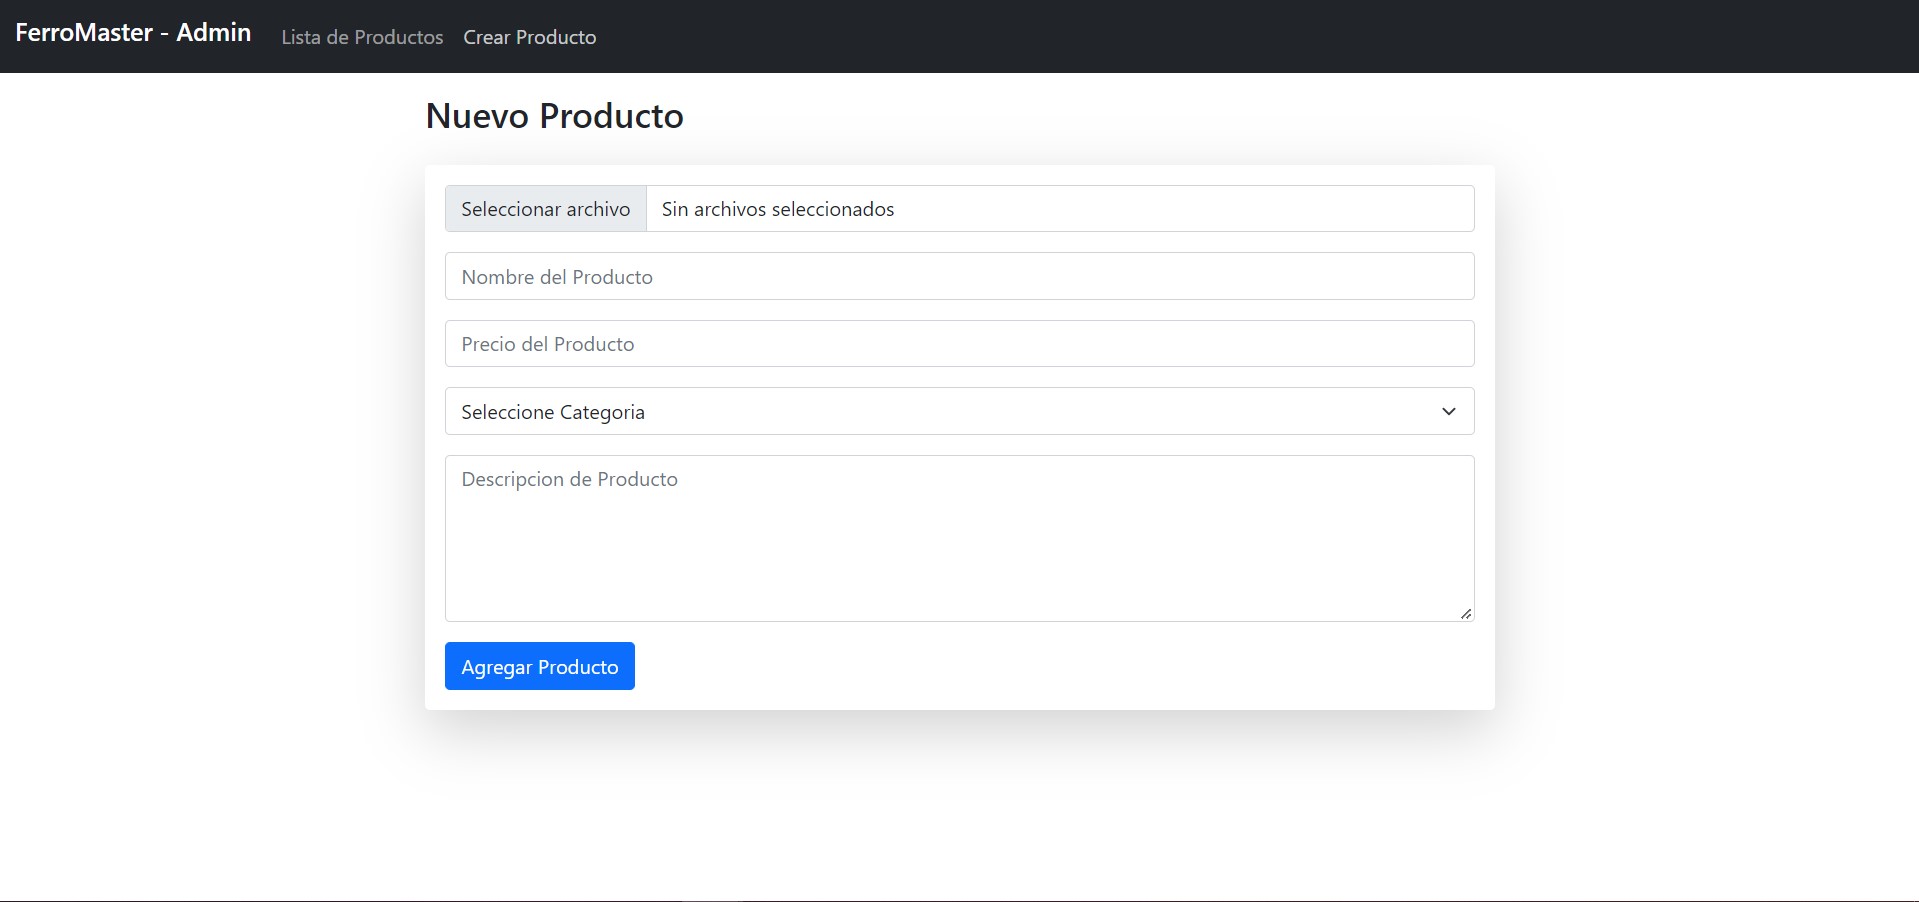 FerroMaster - Admin Lista de Productos Crear Producto
Nuevo Producto
Seleccionar archivo Sin archivos seleccionados
Nombre del Producto
Precio del Producto
Seleccione Categoria
Descripcion de Producto
Agregar Producto